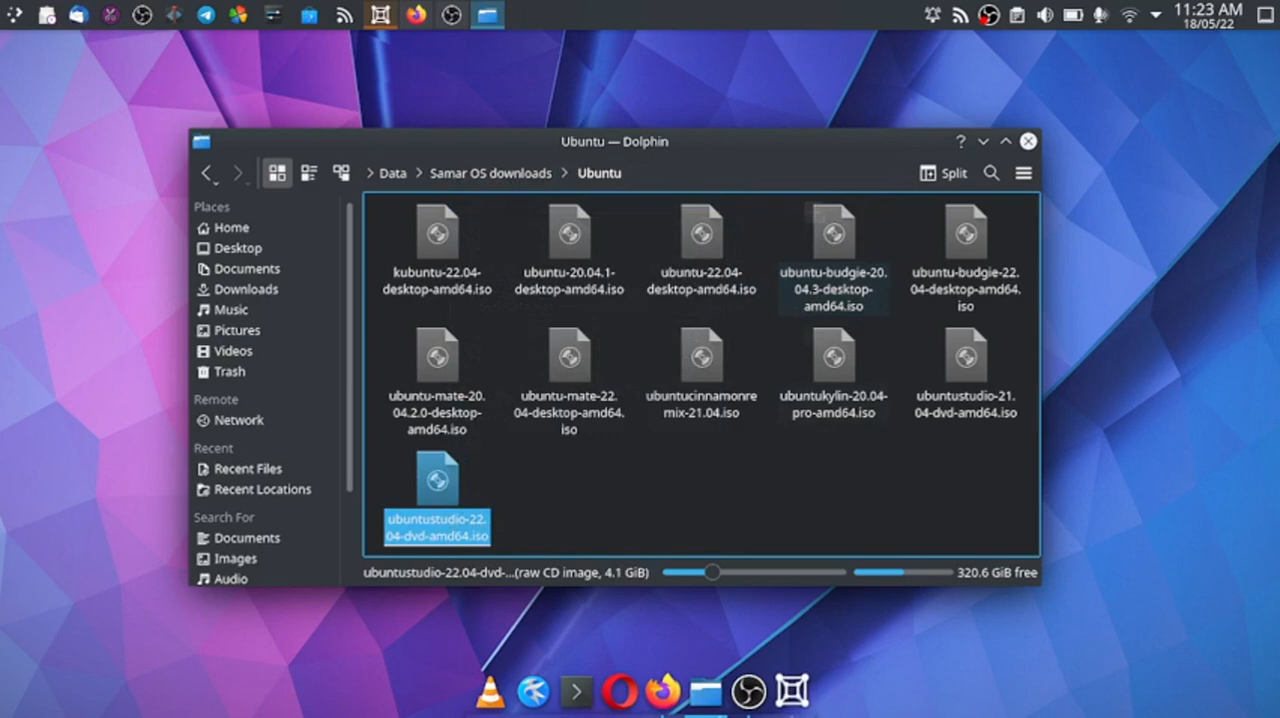 11:23 AM
18/05/22
Ubuntu — Dolphin
?
Data Samar OS downloads Ubuntu
Split
Places
Home
Desktop
Documents
Downloads
Music
Pictures
Videos
Trash
Remote
Network
Recent
Recent Files
Recent Locations
Search For
Documents
Images
Audio
kubuntu-22.04-
desktop-amd64.iso
ubuntu-20.04.1-
desktop-amd64.iso
ubuntu-22.04-
desktop-amd64.iso
ubuntu-budgie-20.
04.3-desktop-
amd64.iso
ubuntu-budgie-22.
04-desktop-amd64.
iso
ubuntu-mate-20.
04.2.0-desktop-
amd64.iso
ubuntu-mate-22.
04-desktop-amd64.
iso
ubuntucinnamonre
mix-21.04.iso
ubuntukylin-20.04-
pro-amd64.iso
ubuntustudio-21.
04-dvd-amd64.iso
ubuntustudio-22.
04-dvd-amd64.iso
ubuntustudio-22.04-dvd-...(raw CD image, 4.1 GiB)
320.6 GiB free